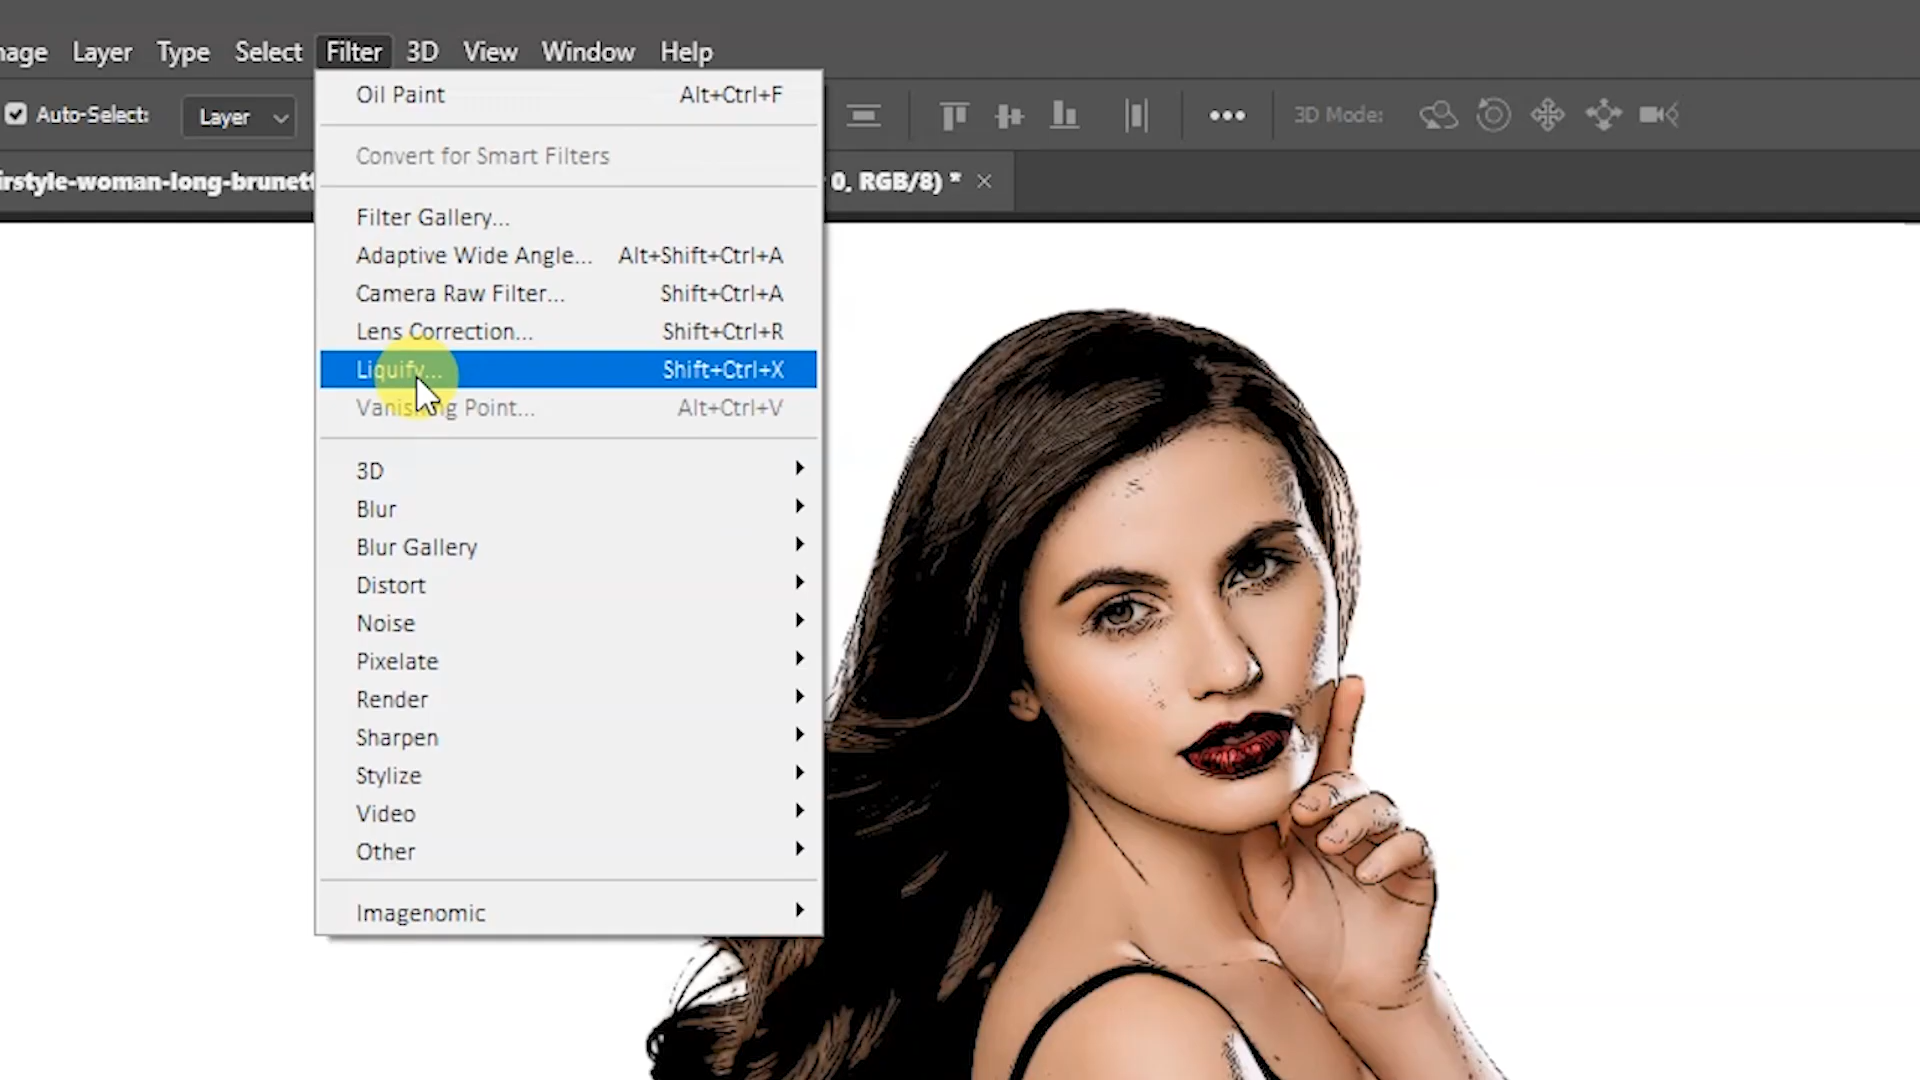 mage Layer Type Select Filter 3D View Window Help
Auto-Select: Layer 3D Mode:
irstyle-woman-long-brunett 0, RGB/8) * ×
Oil Paint Alt+Ctrl+F
Convert for Smart Filters
Filter Gallery...
Adaptive Wide Angle... Alt+Shift+Ctrl+A
Camera Raw Filter... Shift+Ctrl+A
Lens Correction... Shift+Ctrl+R
Liquify... Shift+Ctrl+X
Vanishing Point... Alt+Ctrl+V
3D
Blur
Blur Gallery
Distort
Noise
Pixelate
Render
Sharpen
Stylize
Video
Other
Imagenomic